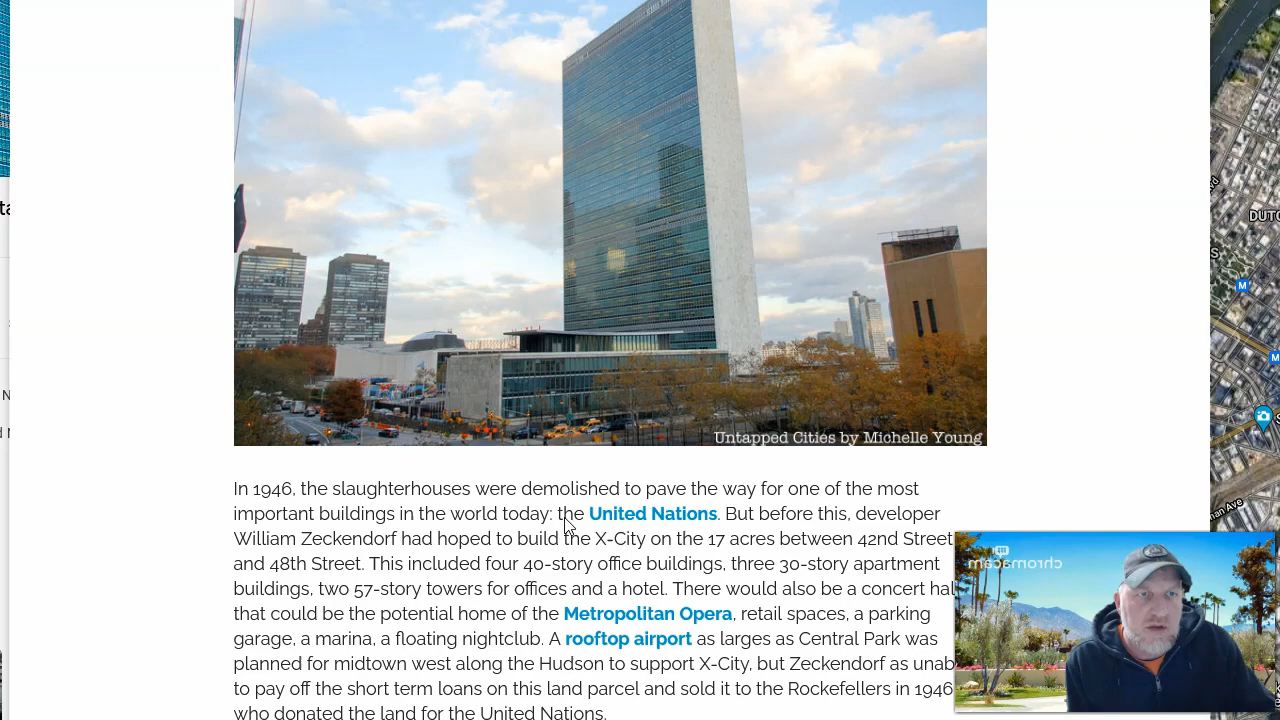 Untapped Cities by Michelle Young
In 1946, the slaughterhouses were demolished to pave the way for one of the most
important buildings in the world today: the United Nations. But before this, developer
William Zeckendorf had hoped to build the X-City on the 17 acres between 42nd Street
and 48th Street. This included four 40-story office buildings, three 30-story apartment
buildings, two 57-story towers for offices and a hotel. There would also be a concert hal
that could be the potential home of the Metropolitan Opera, retail spaces, a parking
garage, a marina, a floating nightclub. A rooftop airport as larges as Central Park was
planned for midtown west along the Hudson to support X-City, but Zeckendorf as unab
to pay off the short term loans on this land parcel and sold it to the Rockefellers in 1946
who donated the land for the United Nations.
chromacam
DUTC
M
M